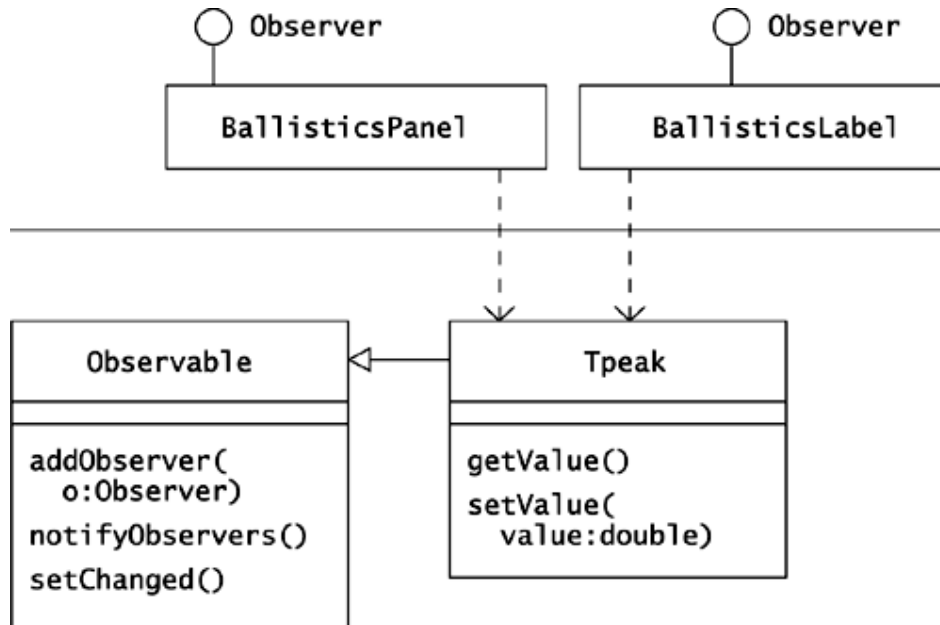 Observer
Observer
BallisticsPanel
BallisticsLabel
Observable
Tpeak
addObserver(
o:Observer)
notifyObservers()
setChanged()
getValue()
setValue(
value:double)